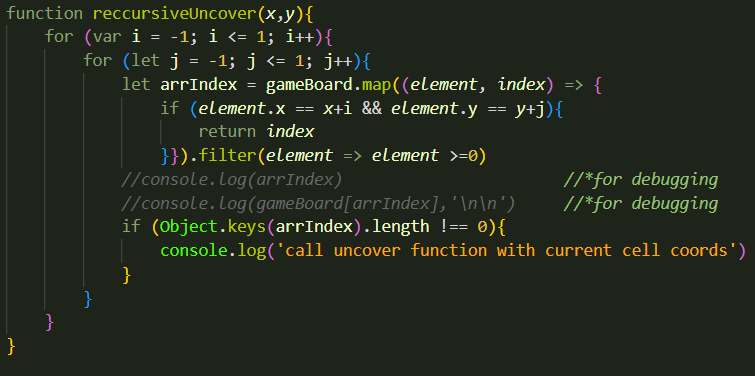 function reccursiveUncover(x,y){
    for (var i = -1; i <= 1; i++){
        for (let j = -1; j <= 1; j++){
            let arrIndex = gameBoard.map((element, index) => {
                if (element.x == x+i && element.y == y+j){
                    return index
                }}).filter(element => element >=0)
            //console.log(arrIndex)                       //*for debugging
            //console.log(gameBoard[arrIndex],'\n\n')     //*for debugging
            if (Object.keys(arrIndex).length !== 0){
                console.log('call uncover function with current cell coords')
            }
        }
    }
}